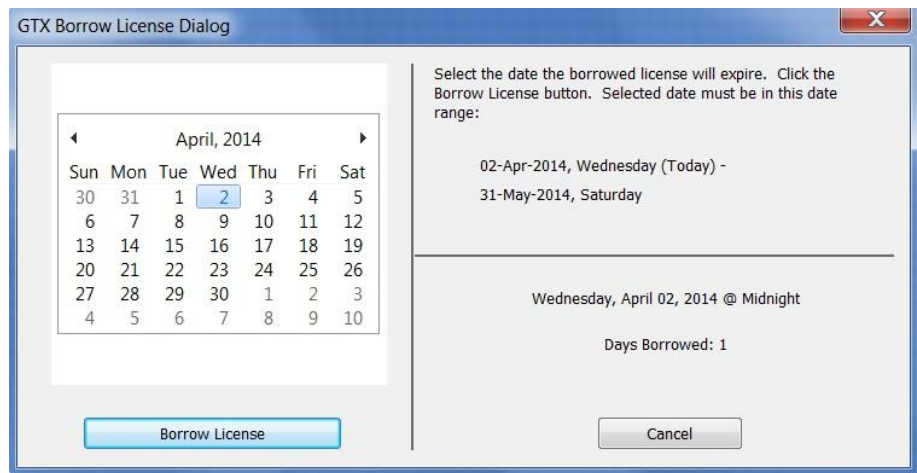 GTX Borrow License Dialog
April, 2014
Sun Mon Tue Wed Thu Fri Sat
30 31 1 2 3 4 5
6 7 8 9 10 11 12
13 14 15 16 17 18 19
20 21 22 23 24 25 26
27 28 29 30 1 2 3
4 5 6 7 8 9 10
Borrow License
Select the date the borrowed license will expire. Click the
Borrow License button. Selected date must be in this date
range:
02-Apr-2014, Wednesday (Today) -
31-May-2014, Saturday
Wednesday, April 02, 2014 @ Midnight
Days Borrowed: 1
Cancel